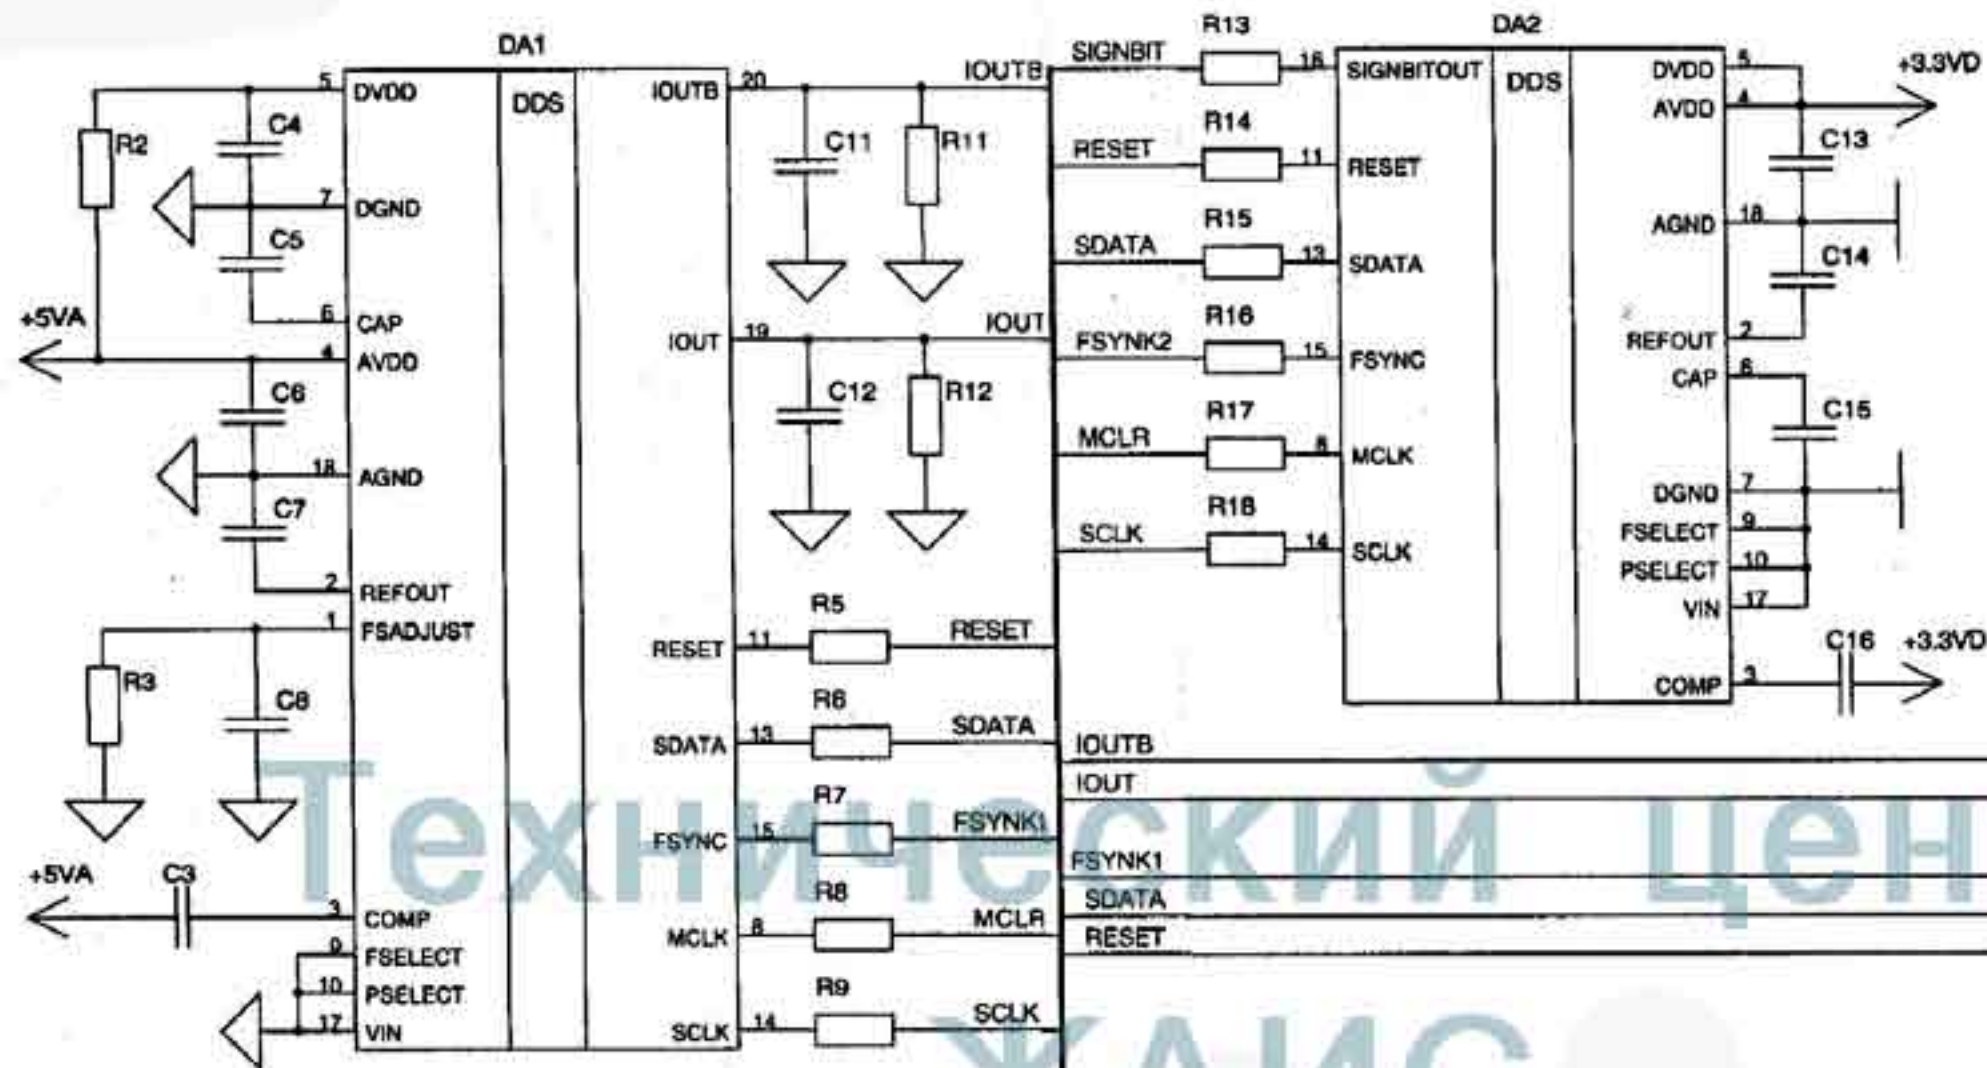 DA1
5 DVDD
DDS
R2
C4
7 DGND
C5
6 CAP
+5VA
4 AVDD
C6
18 AGND
C7
2 REFOUT
1 FSADJUST
R3
C8
+5VA
C3
3 COMP
9 FSELECT
10 PSELECT
17 VIN
IOUTB 20
IOUTB
C11
R11
IOUT 19
IOUT
C12
R12
R5
RESET 11
RESET
R6
SDATA 13
SDATA
R7
FSYNC 15
FSYNK1
R8
MCLK 8
MCLR
R9
SCLK 14
SCLK
DA2
DDS
R13
SIGNBIT
16 SIGNBITOUT
R14
RESET
11 RESET
R15
SDATA
13 SDATA
R16
FSYNK2
15 FSYNC
R17
MCLR
8 MCLK
R18
SCLK
14 SCLK
DVDD 5
+3.3VD
AVDD 4
C13
AGND 18
C14
REFOUT 2
CAP 6
C15
DGND 7
FSELECT 9
PSELECT 10
VIN 17
C16
+3.3VD
COMP 3
IOUTB
IOUT
FSYNK1
SDATA
RESET
Технический цен
ЖАИС